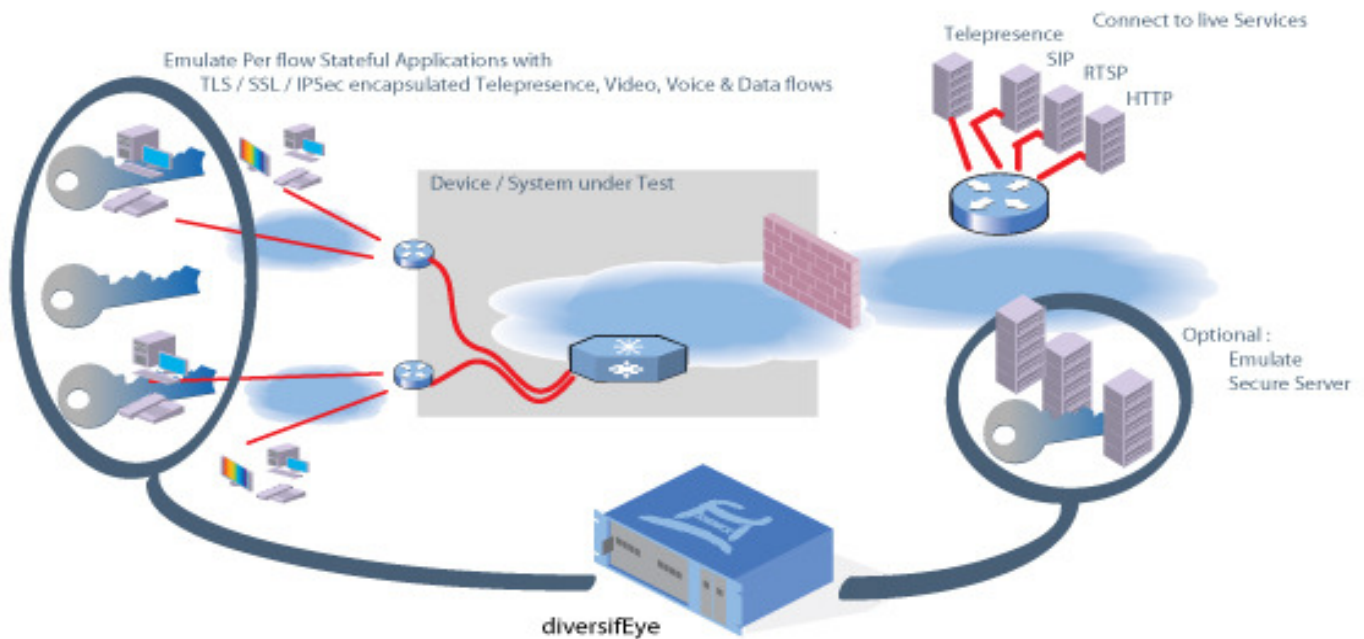 Connect to live Services
Telepresence
SIP
RTSP
HTTP
Emulate Per flow Stateful Applications with
TLS / SSL / IPSec encapsulated Telepresence, Video, Voice & Data flows
Device / System under Test
Optional :
Emulate
Secure Server
diversifEye